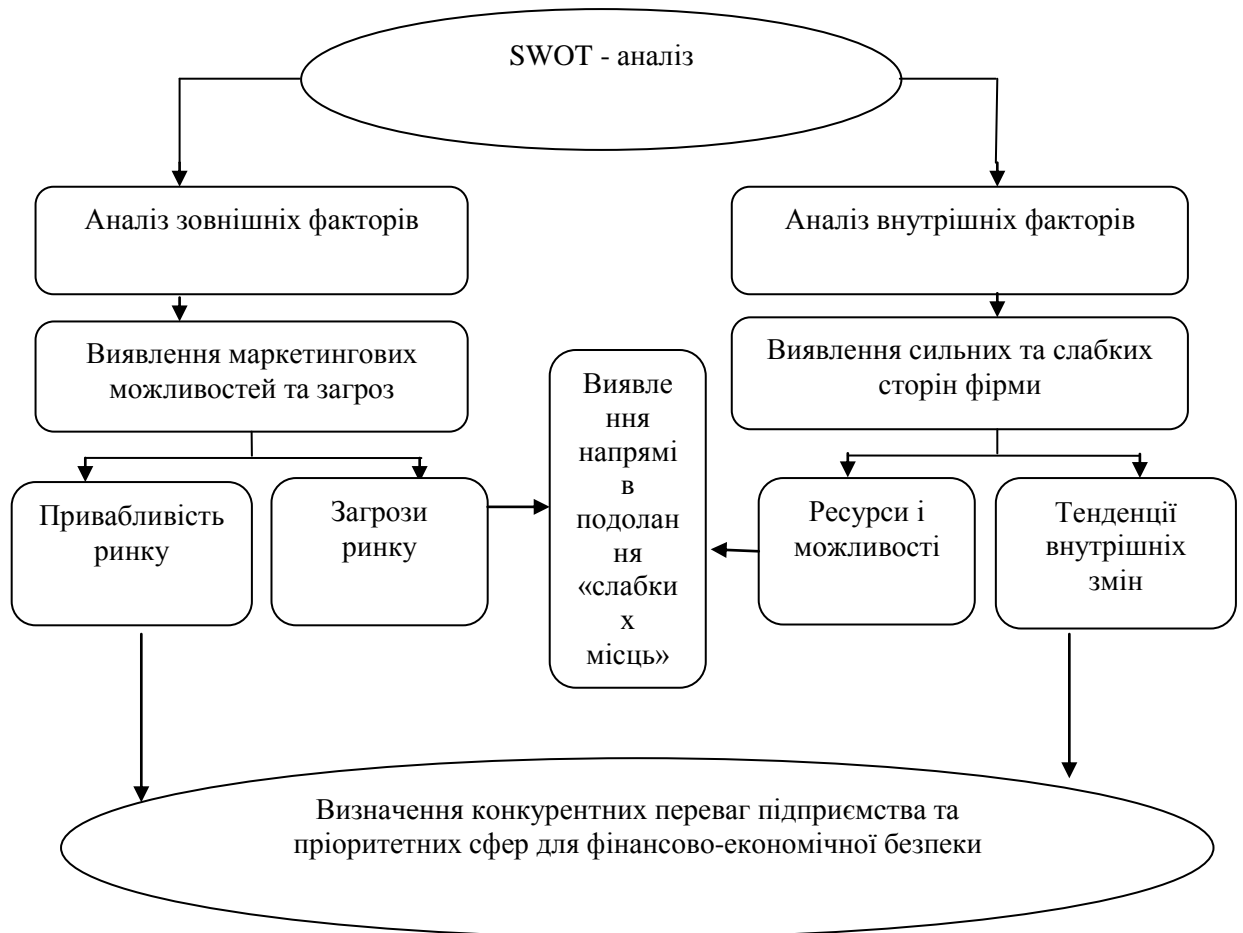 SWOT - аналіз
Аналіз зовнішніх факторів
Аналіз внутрішніх факторів
Виявлення маркетингових
можливостей та загроз
Виявлення сильних та слабких
сторін фірми
Виявле
ння
напрямі
в
подолан
ня
«слабки
х
місць»
Привабливість
ринку
Загрози
ринку
Ресурси і
можливості
Тенденції
внутрішніх
змін
Визначення конкурентних переваг підприємства та
пріоритетних сфер для фінансово-економічної безпеки